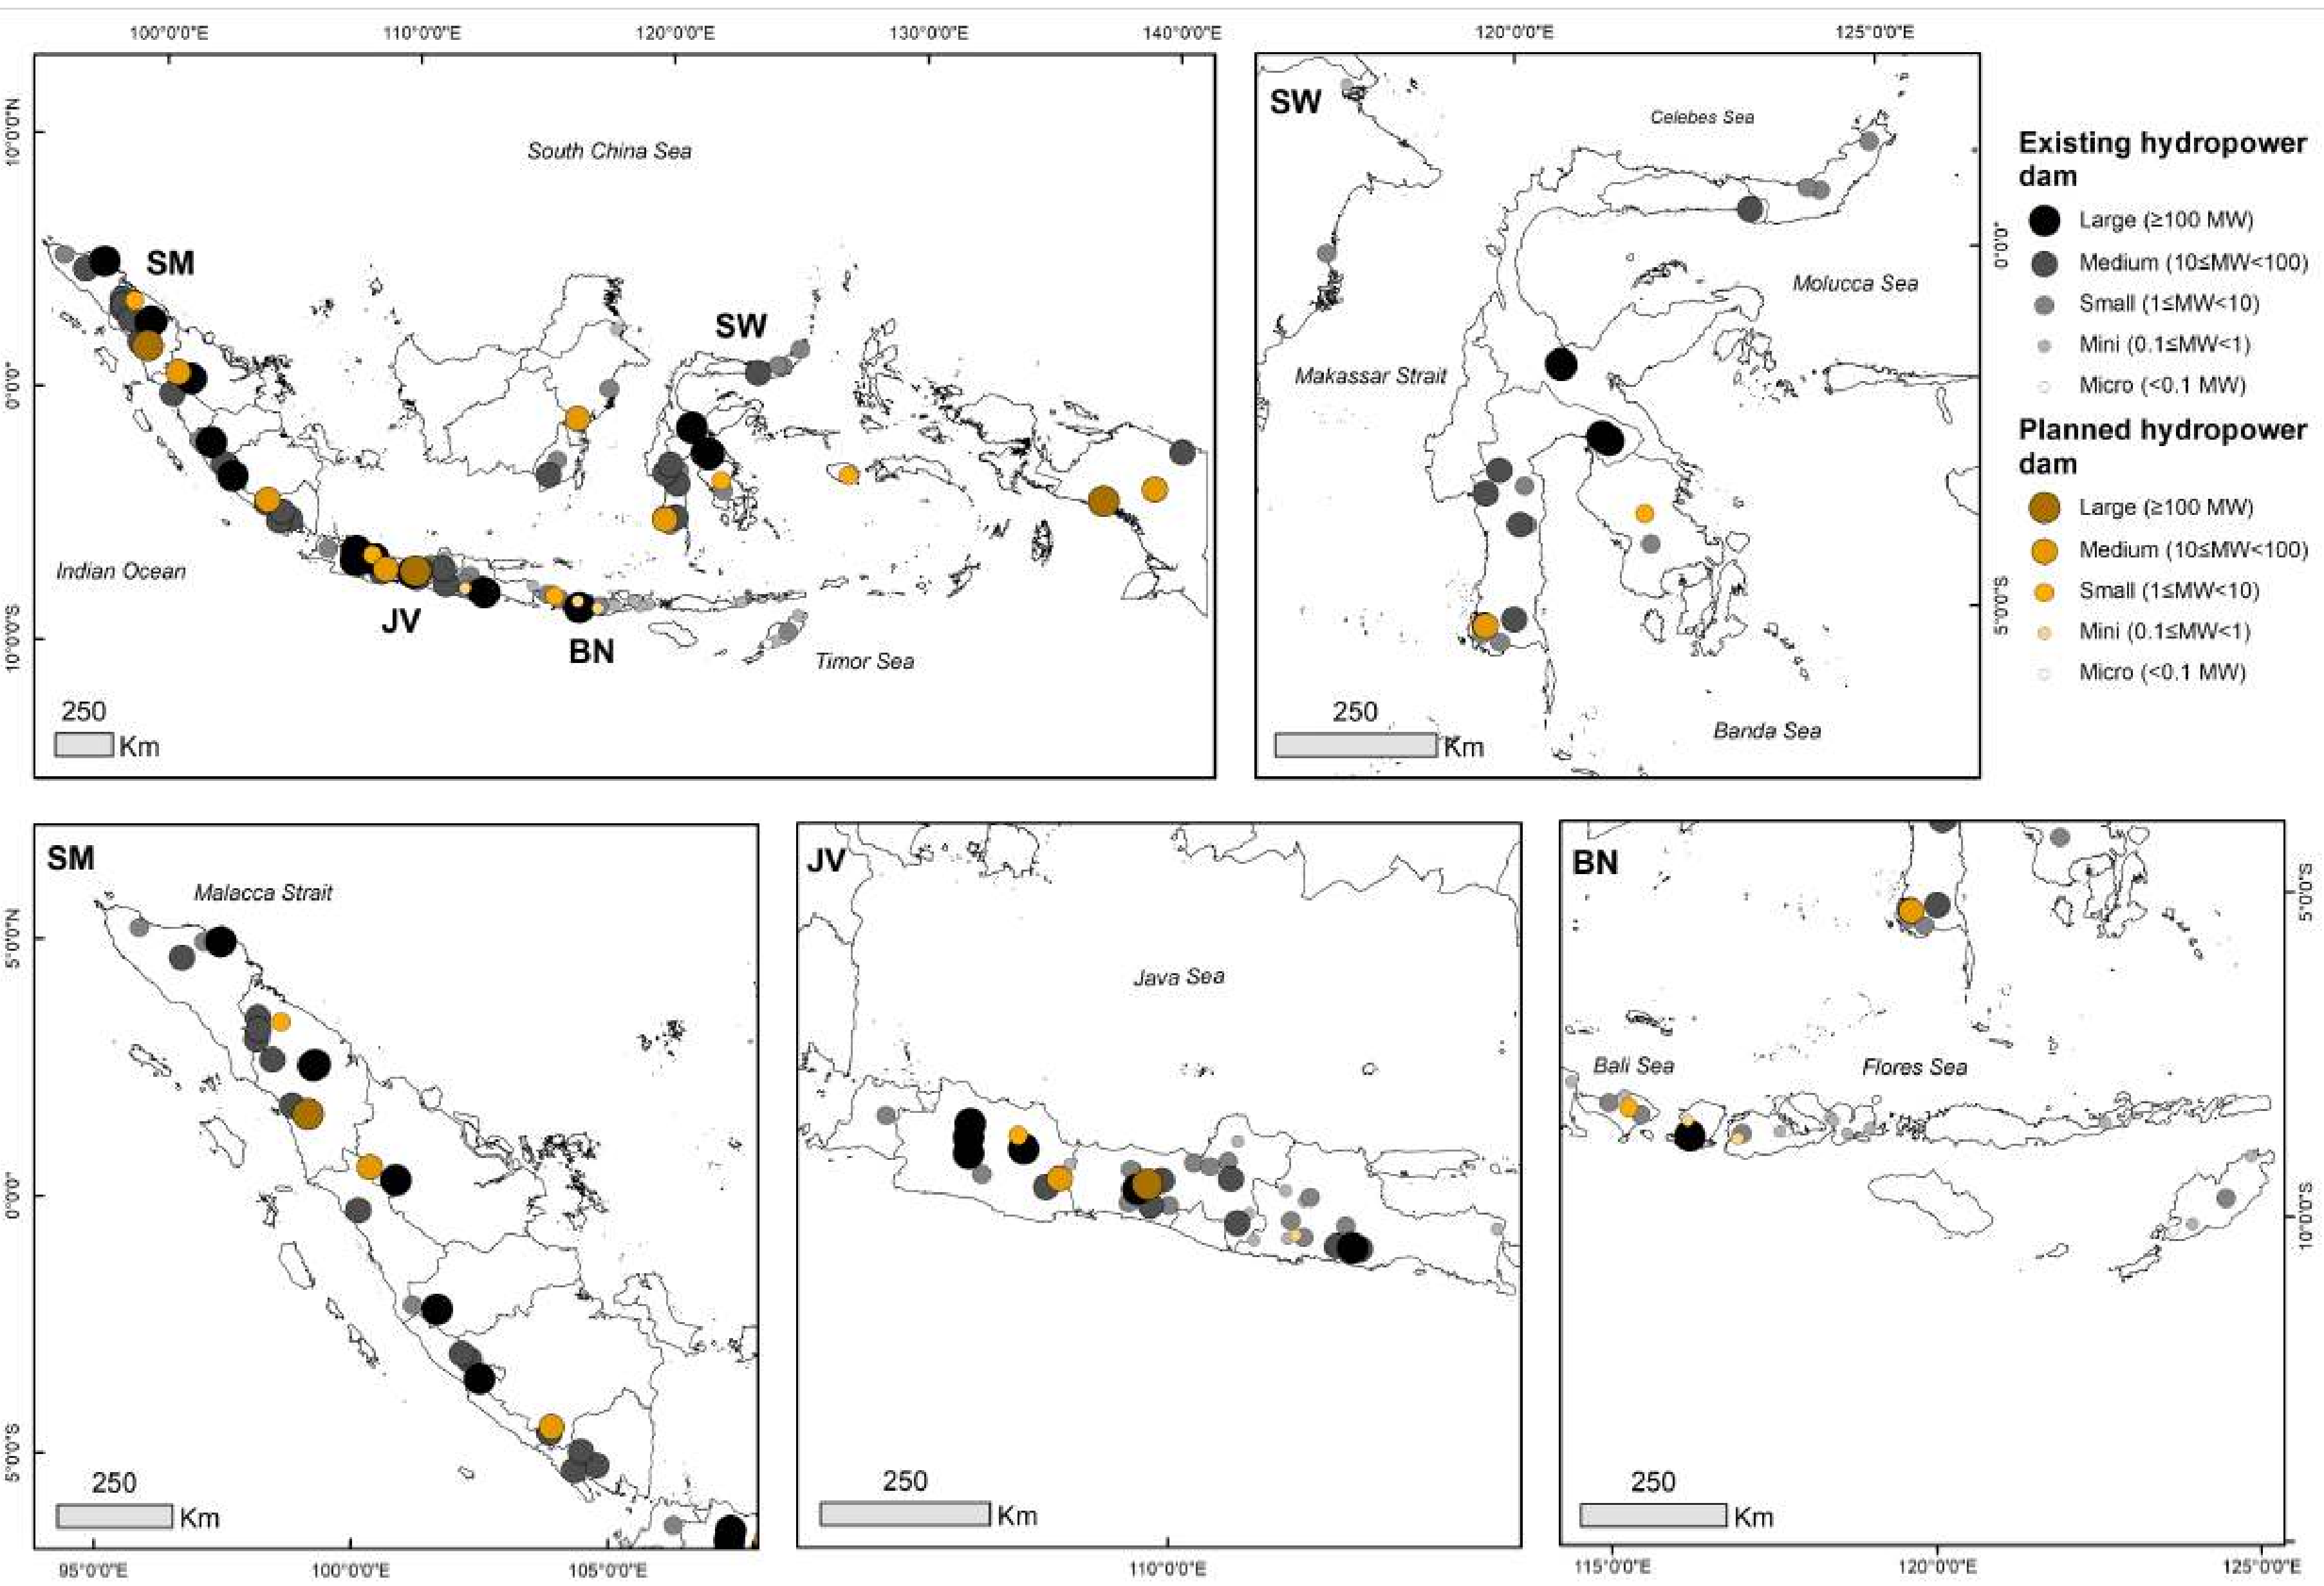 100°0'0"E
110°0'0"E
120°0'0"E
130°0'0"E
140°0'0"E
10°0'0"N
0°0'0"
10°0'0"S
South China Sea
SM
SW
Indian Ocean
JV
BN
Timor Sea
250
Km
120°0'0"E
125°0'0"E
SW
Celebes Sea
0°0'0"
Molucca Sea
Makassar Strait
5°0'0"S
250
Km
Banda Sea
Existing hydropower
dam
Large (≥100 MW)
Medium (10≤MW<100)
Small (1≤MW<10)
Mini (0.1≤MW<1)
Micro (<0.1 MW)
Planned hydropower
dam
Large (≥100 MW)
Medium (10≤MW<100)
Small (1≤MW<10)
Mini (0.1≤MW<1)
Micro (<0.1 MW)
SM
Malacca Strait
5°0'0"N
0°0'0"
5°0'0"S
250
Km
95°0'0"E
100°0'0"E
105°0'0"E
JV
Java Sea
250
Km
110°0'0"E
BN
5°0'0"S
Bali Sea
Flores Sea
10°0'0"S
250
Km
115°0'0"E
120°0'0"E
125°0'0"E